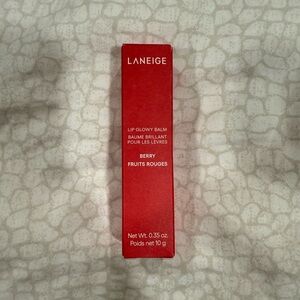 LANEIGE
LIP GLOWY BALM
BAUME BRILLANT
POUR LES LÈVRES
BERRY
FRUITS ROUGES
Net Wt. 0.35 oz.
Poids net 10 g